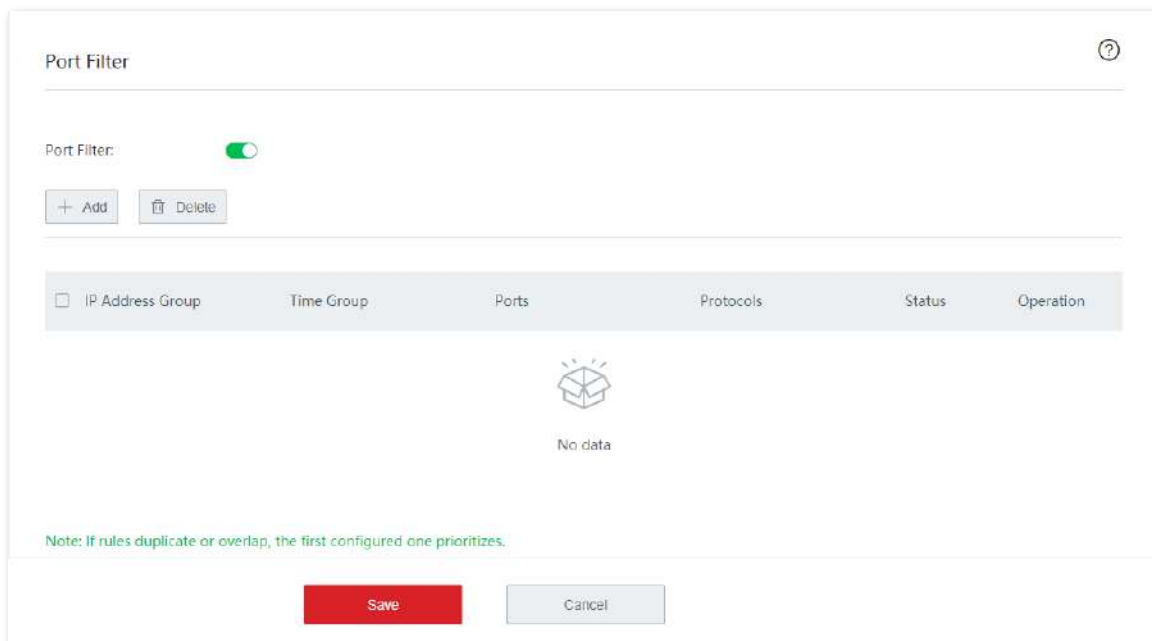 Port Filter
?
Port Filter:
+ Add Delete
IP Address Group Time Group Ports Protocols Status Operation
No data
Note: If rules duplicate or overlap, the first configured one prioritizes.
Save Cancel